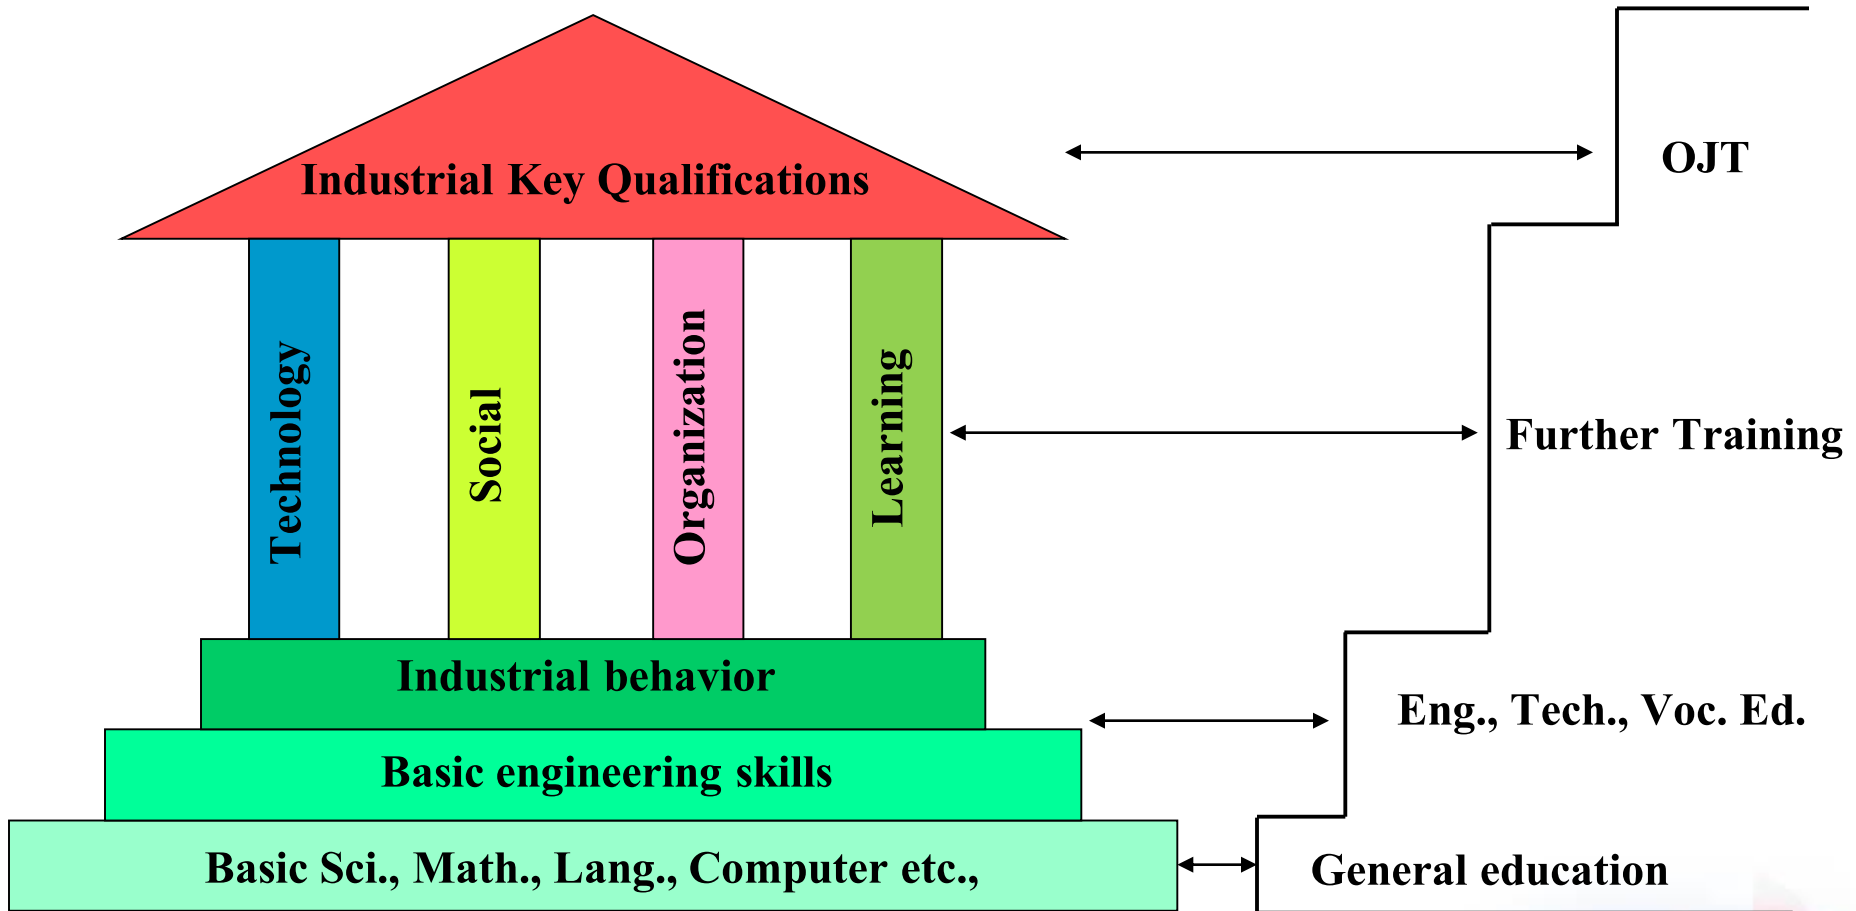 Industrial Key Qualifications
OJT
Technology
Social
Organization
Learning
Further Training
Industrial behavior
Eng., Tech., Voc. Ed.
Basic engineering skills
Basic Sci., Math., Lang., Computer etc.,
General education